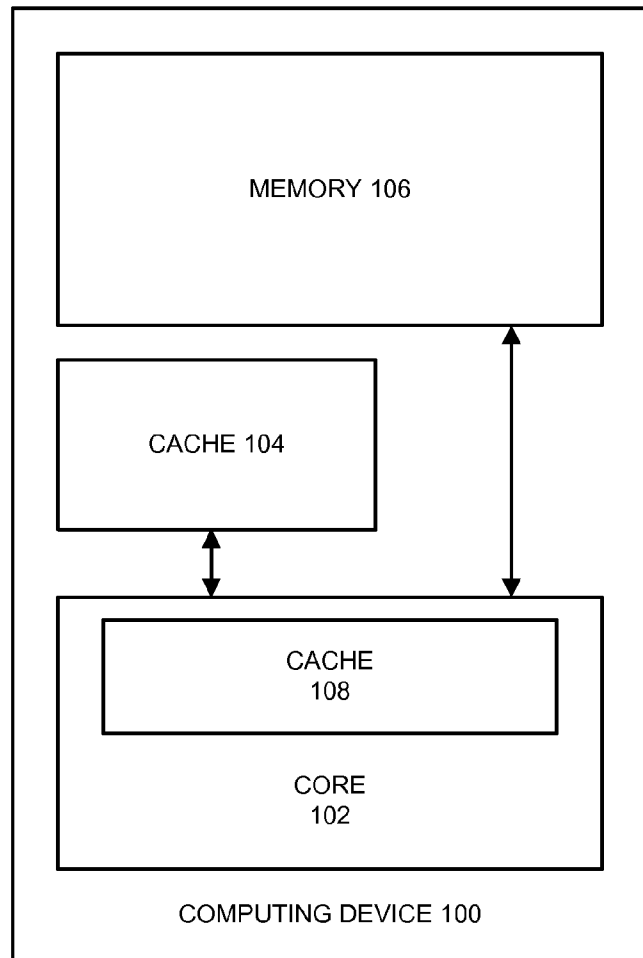 MEMORY 106
CACHE 104
CACHE
108
CORE
102
COMPUTING DEVICE 100